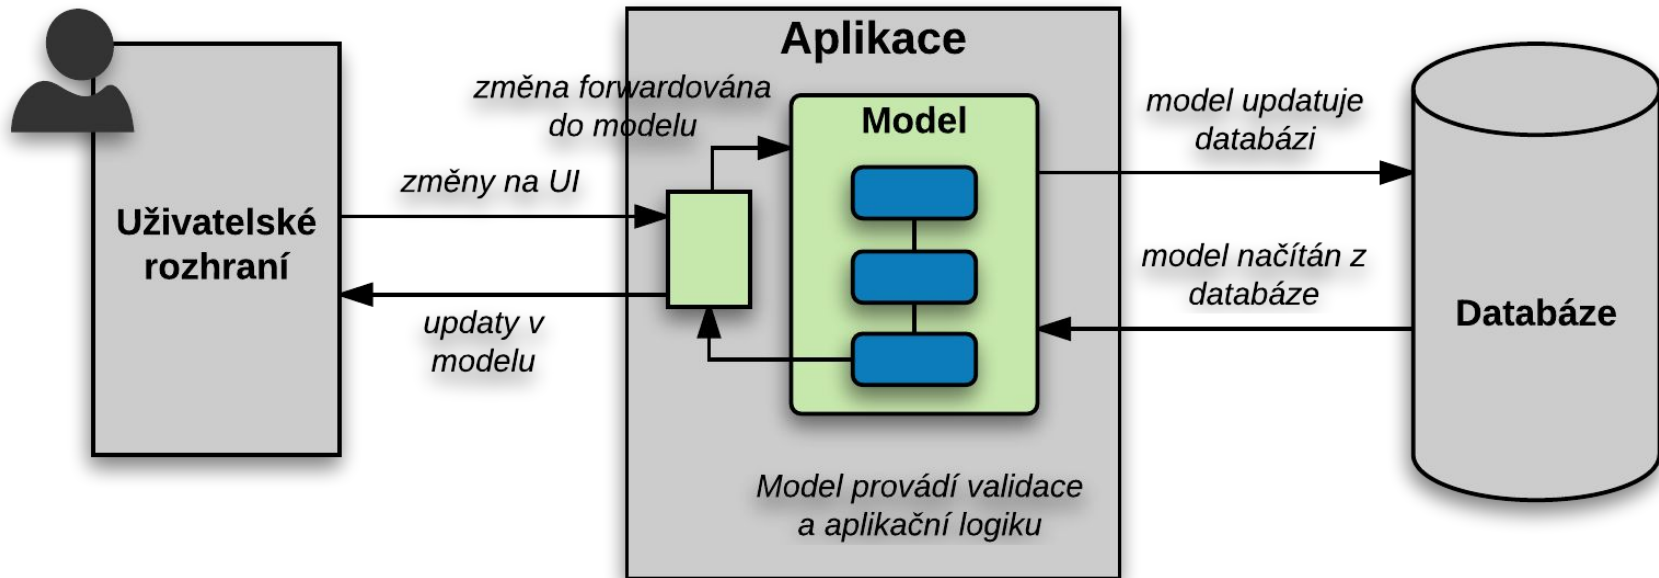 Aplikace
změna forwardována
do modelu
Model
model updatuje
databázi
změny na UI
Uživatelské
rozhraní
model načítán z
databáze
Databáze
updaty v
modelu
Model provádí validace
a aplikační logiku